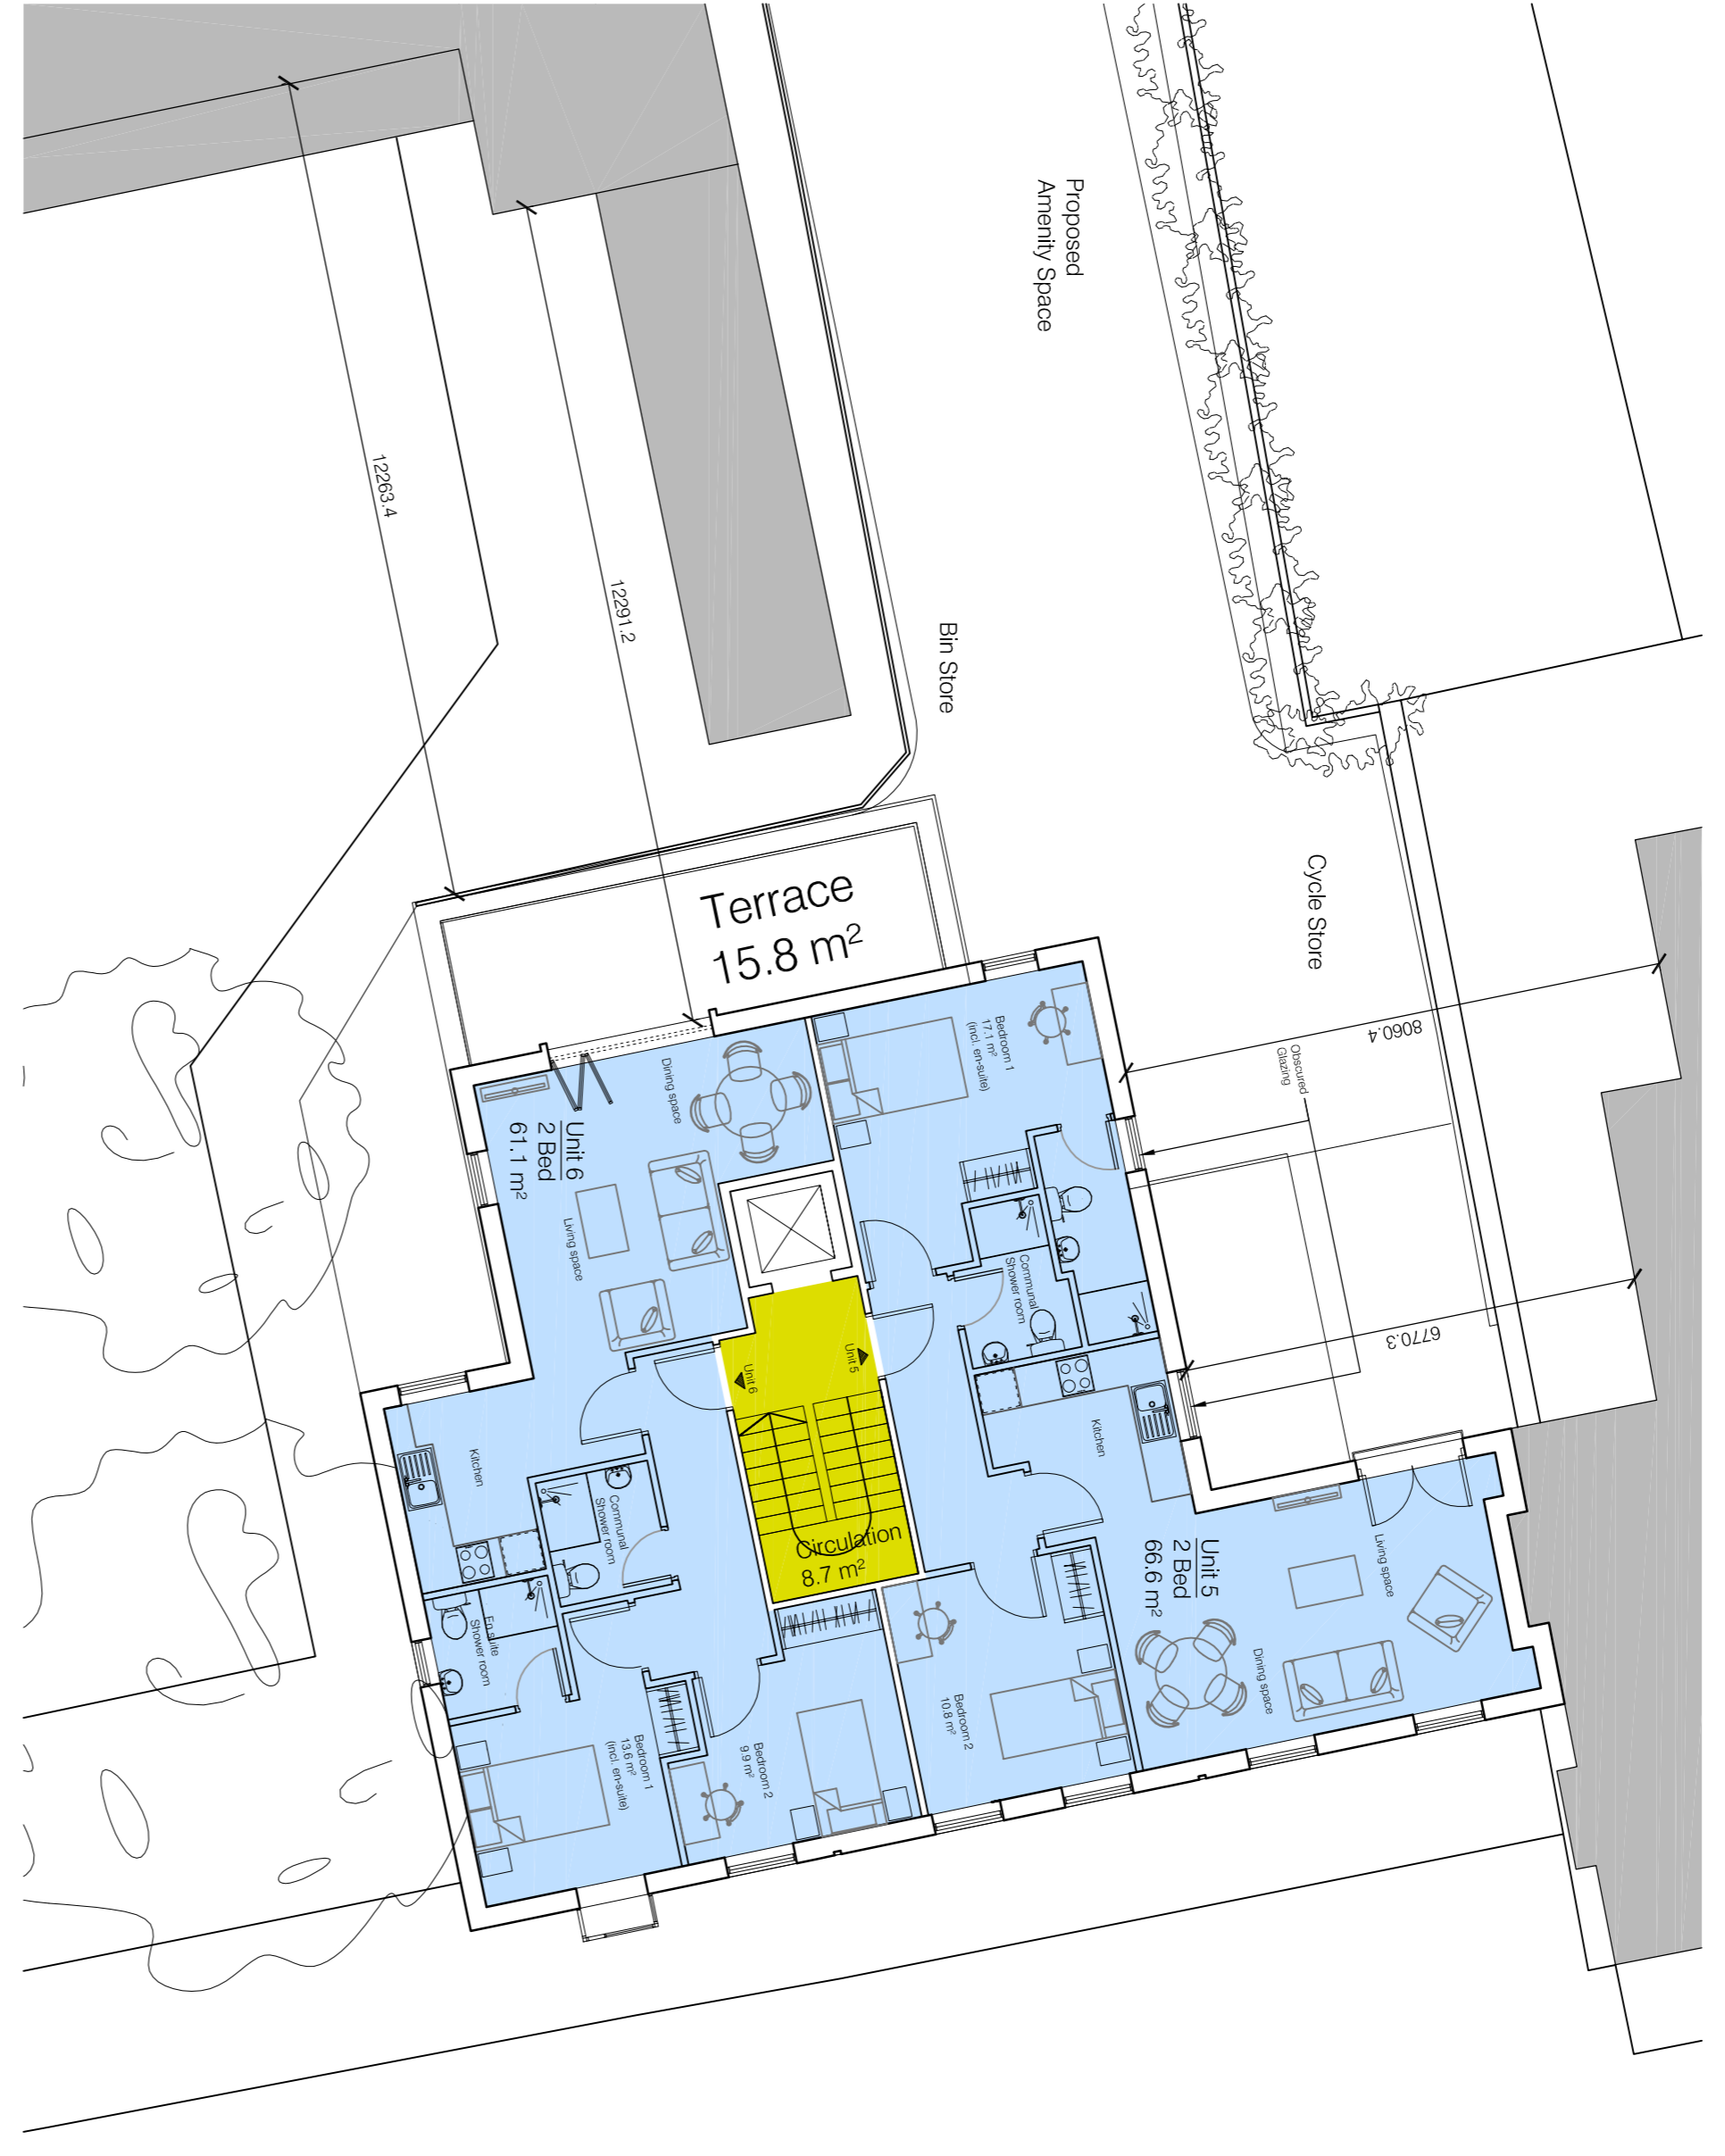 Proposed
Amenity Space
12263.4
12291.2
Bin Store
Cycle Store
Terrace
15.8 m²
8060.4
Obscured
Glazing
6770.3
Bedroom 1
17.1 m²
(incl. en-suite)
Dining space
Unit 6
2 Bed
61.1 m²
Living space
Communal
Shower room
Unit 5
Unit 6
Kitchen
Kitchen
Communal
Shower room
Circulation
8.7 m²
Unit 5
2 Bed
66.6 m²
Living space
Dining space
En suite
Shower room
Bedroom 2
10.8 m²
Bedroom 1
13.6 m²
(incl. en-suite)
Bedroom 2
9.9 m²